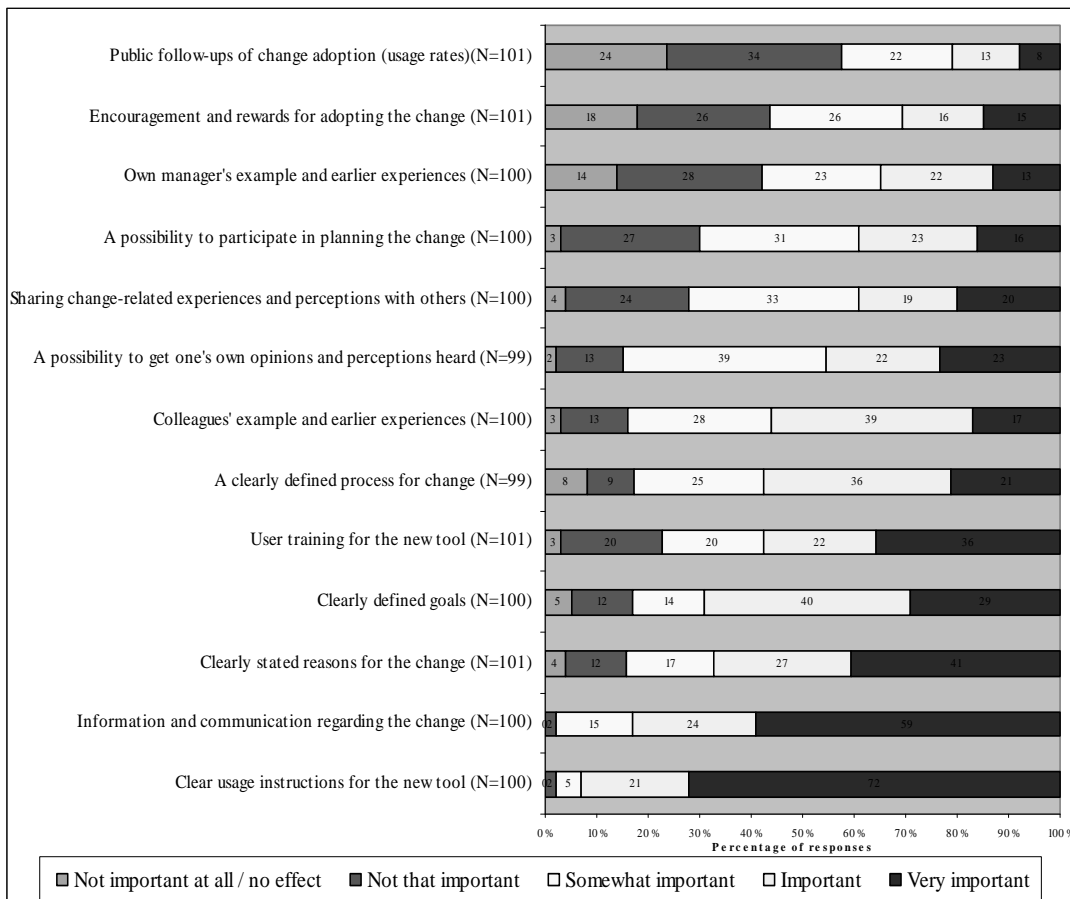 Public follow-ups of change adoption (usage rates)(N=101) 24 34 22 13 8
Encouragement and rewards for adopting the change (N=101) 18 26 26 16 15
Own manager's example and earlier experiences (N=100) 14 28 23 22 13
A possibility to participate in planning the change (N=100) 3 27 31 23 16
Sharing change-related experiences and perceptions with others (N=100) 4 24 33 19 20
A possibility to get one's own opinions and perceptions heard (N=99) 2 13 39 22 23
Colleagues' example and earlier experiences (N=100) 3 13 28 39 17
A clearly defined process for change (N=99) 8 9 25 36 21
User training for the new tool (N=101) 3 20 20 22 36
Clearly defined goals (N=100) 5 12 14 40 29
Clearly stated reasons for the change (N=101) 4 12 17 27 41
Information and communication regarding the change (N=100) 0 2 15 24 59
Clear usage instructions for the new tool (N=100) 0 2 5 21 72
0% 10% 20% 30% 40% 50% 60% 70% 80% 90% 100%
Percentage of responses
Not important at all / no effect Not that important Somewhat important Important Very important